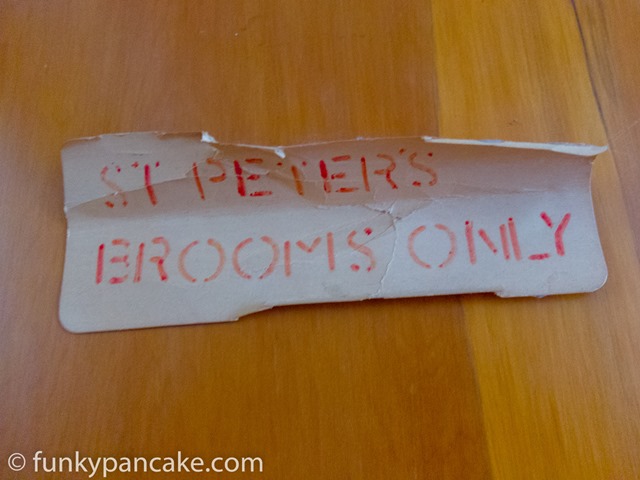 ST PETER'S
BROOMS ONLY
© funkypancake.com